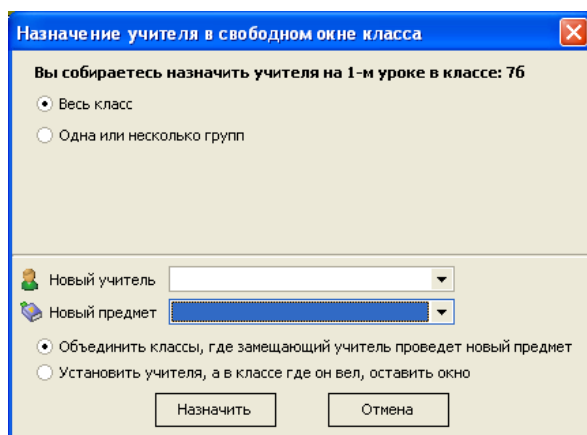 Назначение учителя в свободном окне класса
Вы собираетесь назначить учителя на 1-м уроке в классе: 7б
Весь класс
Одна или несколько групп
Новый учитель
Новый предмет
Объединить классы, где замещающий учитель проведет новый предмет
Установить учителя, а в классе где он вел, оставить окно
Назначить Отмена